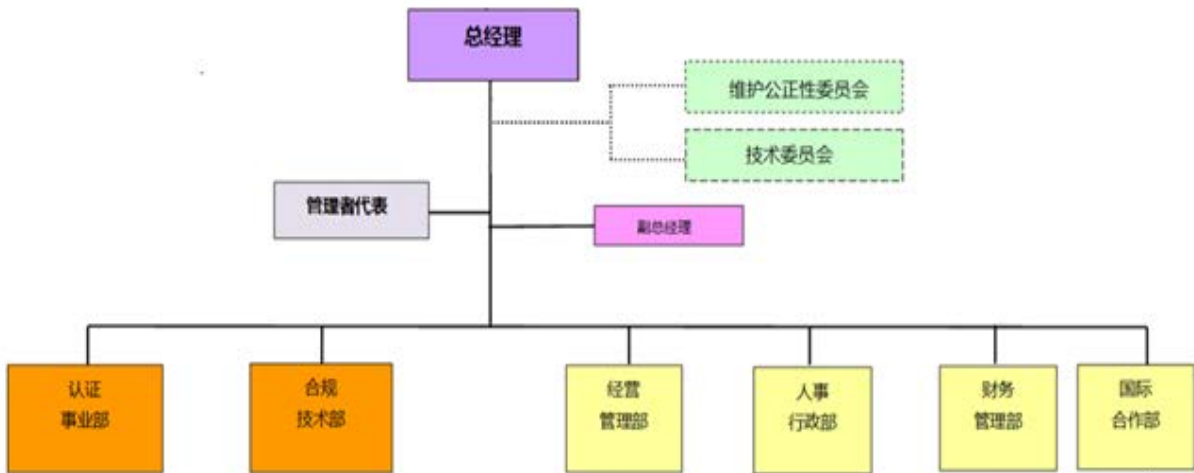 总经理
维护公正性委员会
技术委员会
管理者代表
副总经理
认证
事业部
合规
技术部
经营
管理部
人事
行政部
财务
管理部
国际
合作部